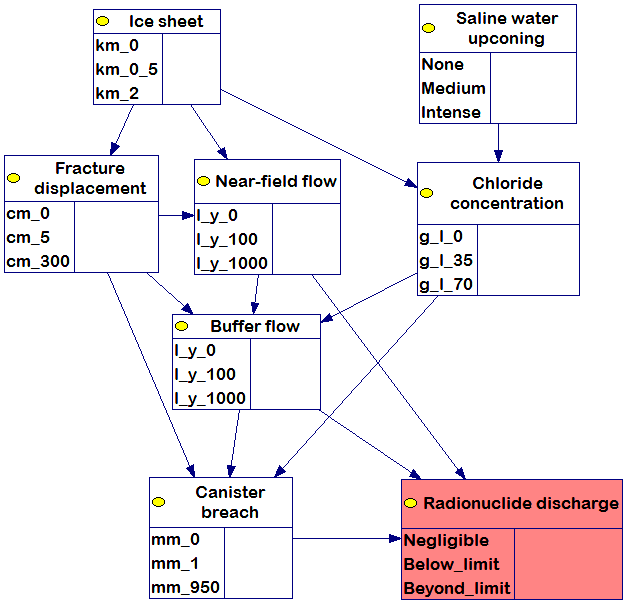 Ice sheet
km_0
km_0_5
km_2
Saline water
upconing
None
Medium
Intense
Fracture
displacement
cm_0
cm_5
cm_300
Near-field flow
l_y_0
l_y_100
l_y_1000
Chloride
concentration
g_l_0
g_l_35
g_l_70
Buffer flow
l_y_0
l_y_100
l_y_1000
Canister
breach
mm_0
mm_1
mm_950
Radionuclide discharge
Negligible
Below_limit
Beyond_limit